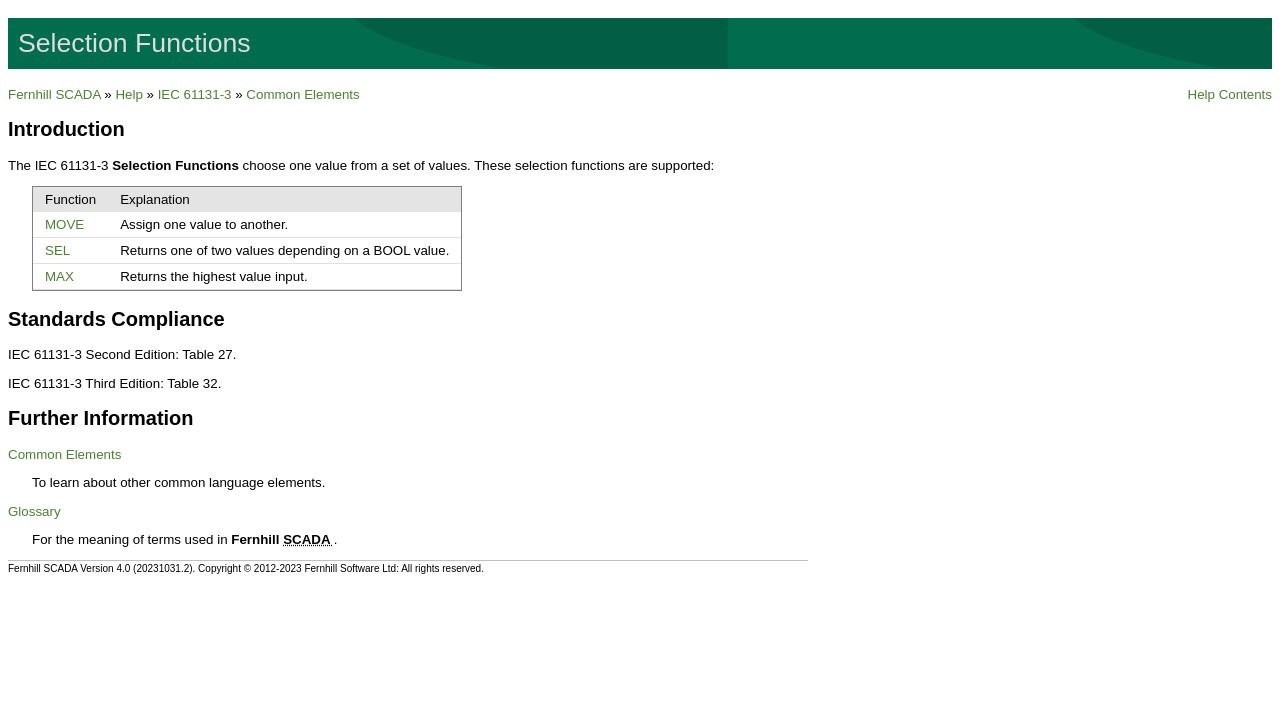 Selection Functions
Fernhill SCADA » Help » IEC 61131-3 » Common Elements
Help Contents
Introduction
The IEC 61131-3 Selection Functions choose one value from a set of values. These selection functions are supported:
Function Explanation
MOVE Assign one value to another.
SEL Returns one of two values depending on a BOOL value.
MAX Returns the highest value input.
Standards Compliance
IEC 61131-3 Second Edition: Table 27.
IEC 61131-3 Third Edition: Table 32.
Further Information
Common Elements
To learn about other common language elements.
Glossary
For the meaning of terms used in Fernhill SCADA .
Fernhill SCADA Version 4.0 (20231031.2). Copyright © 2012-2023 Fernhill Software Ltd: All rights reserved.